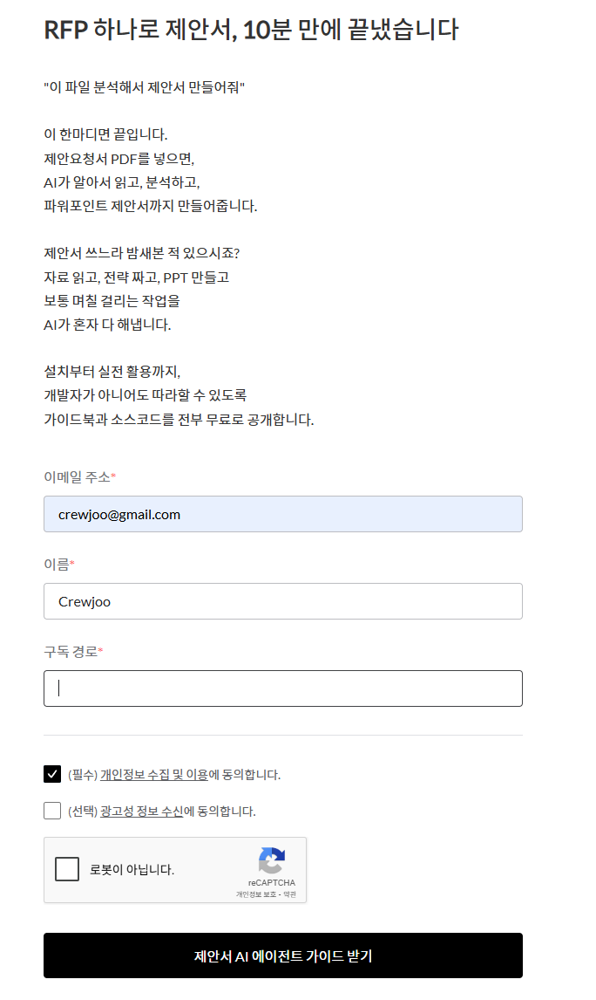 RFP 하나로 제안서, 10분 만에 끝냈습니다
"이 파일 분석해서 제안서 만들어줘"
이 한마디면 끝입니다.
제안요청서 PDF를 넣으면,
AI가 알아서 읽고, 분석하고,
파워포인트 제안서까지 만들어줍니다.
제안서 쓰느라 밤새본 적 있으시죠?
자료 읽고, 전략 짜고, PPT 만들고
보통 며칠 걸리는 작업을
AI가 혼자 다 해냅니다.
설치부터 실전 활용까지,
개발자가 아니어도 따라할 수 있도록
가이드북과 소스코드를 전부 무료로 공개합니다.
이메일 주소*
crewjoo@gmail.com
이름*
Crewjoo
구독 경로*
(필수) 개인정보 수집 및 이용에 동의합니다.
(선택) 광고성 정보 수신에 동의합니다.
로봇이 아닙니다.
reCAPTCHA
개인정보 보호 - 약관
제안서 AI 에이전트 가이드 받기